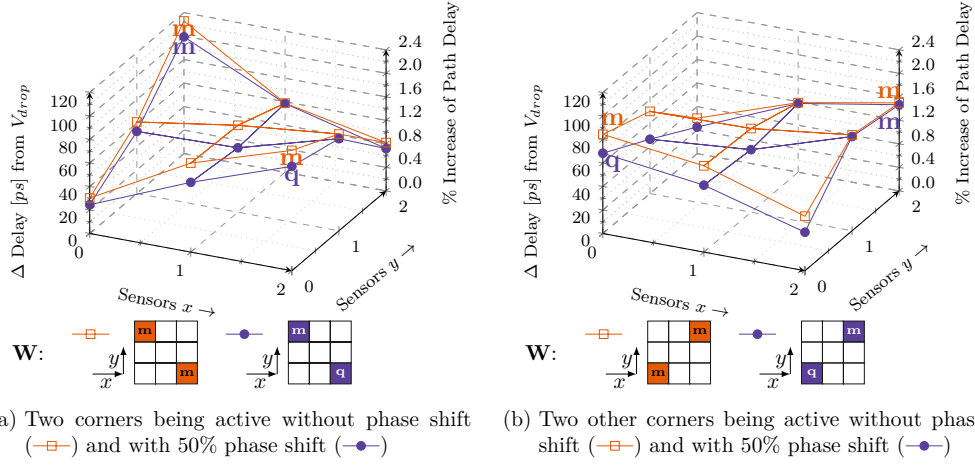 Δ Delay [ps] from V_drop
120
100
80
60
40
20
0
0
1
2
Sensors x →
0
1
2
Sensors y →
2.4
2.0
1.6
1.2
0.8
0.4
0.0
% Increase of Path Delay
m
m
m
q
W:
m
m
y
x
m
q
a) Two corners being active without phase shift
( ) and with 50% phase shift ( )
Δ Delay [ps] from V_drop
120
100
80
60
40
20
0
0
1
2
Sensors x →
0
1
2
Sensors y →
2.4
2.0
1.6
1.2
0.8
0.4
0.0
% Increase of Path Delay
m
q
m
m
W:
m
m
y
x
m
q
(b) Two other corners being active without phas
shift ( ) and with 50% phase shift ( )